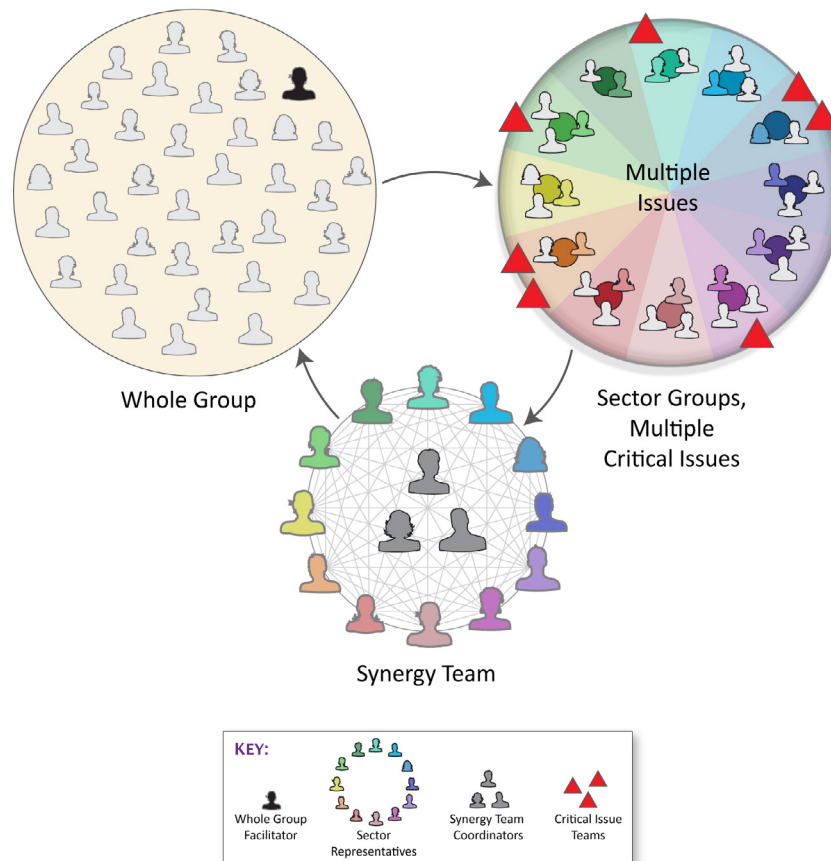 Multiple
Issues
Whole Group
Sector Groups,
Multiple
Critical Issues
Synergy Team
KEY:
Whole Group
Facilitator
Sector
Representatives
Synergy Team
Coordinators
Critical Issue
Teams